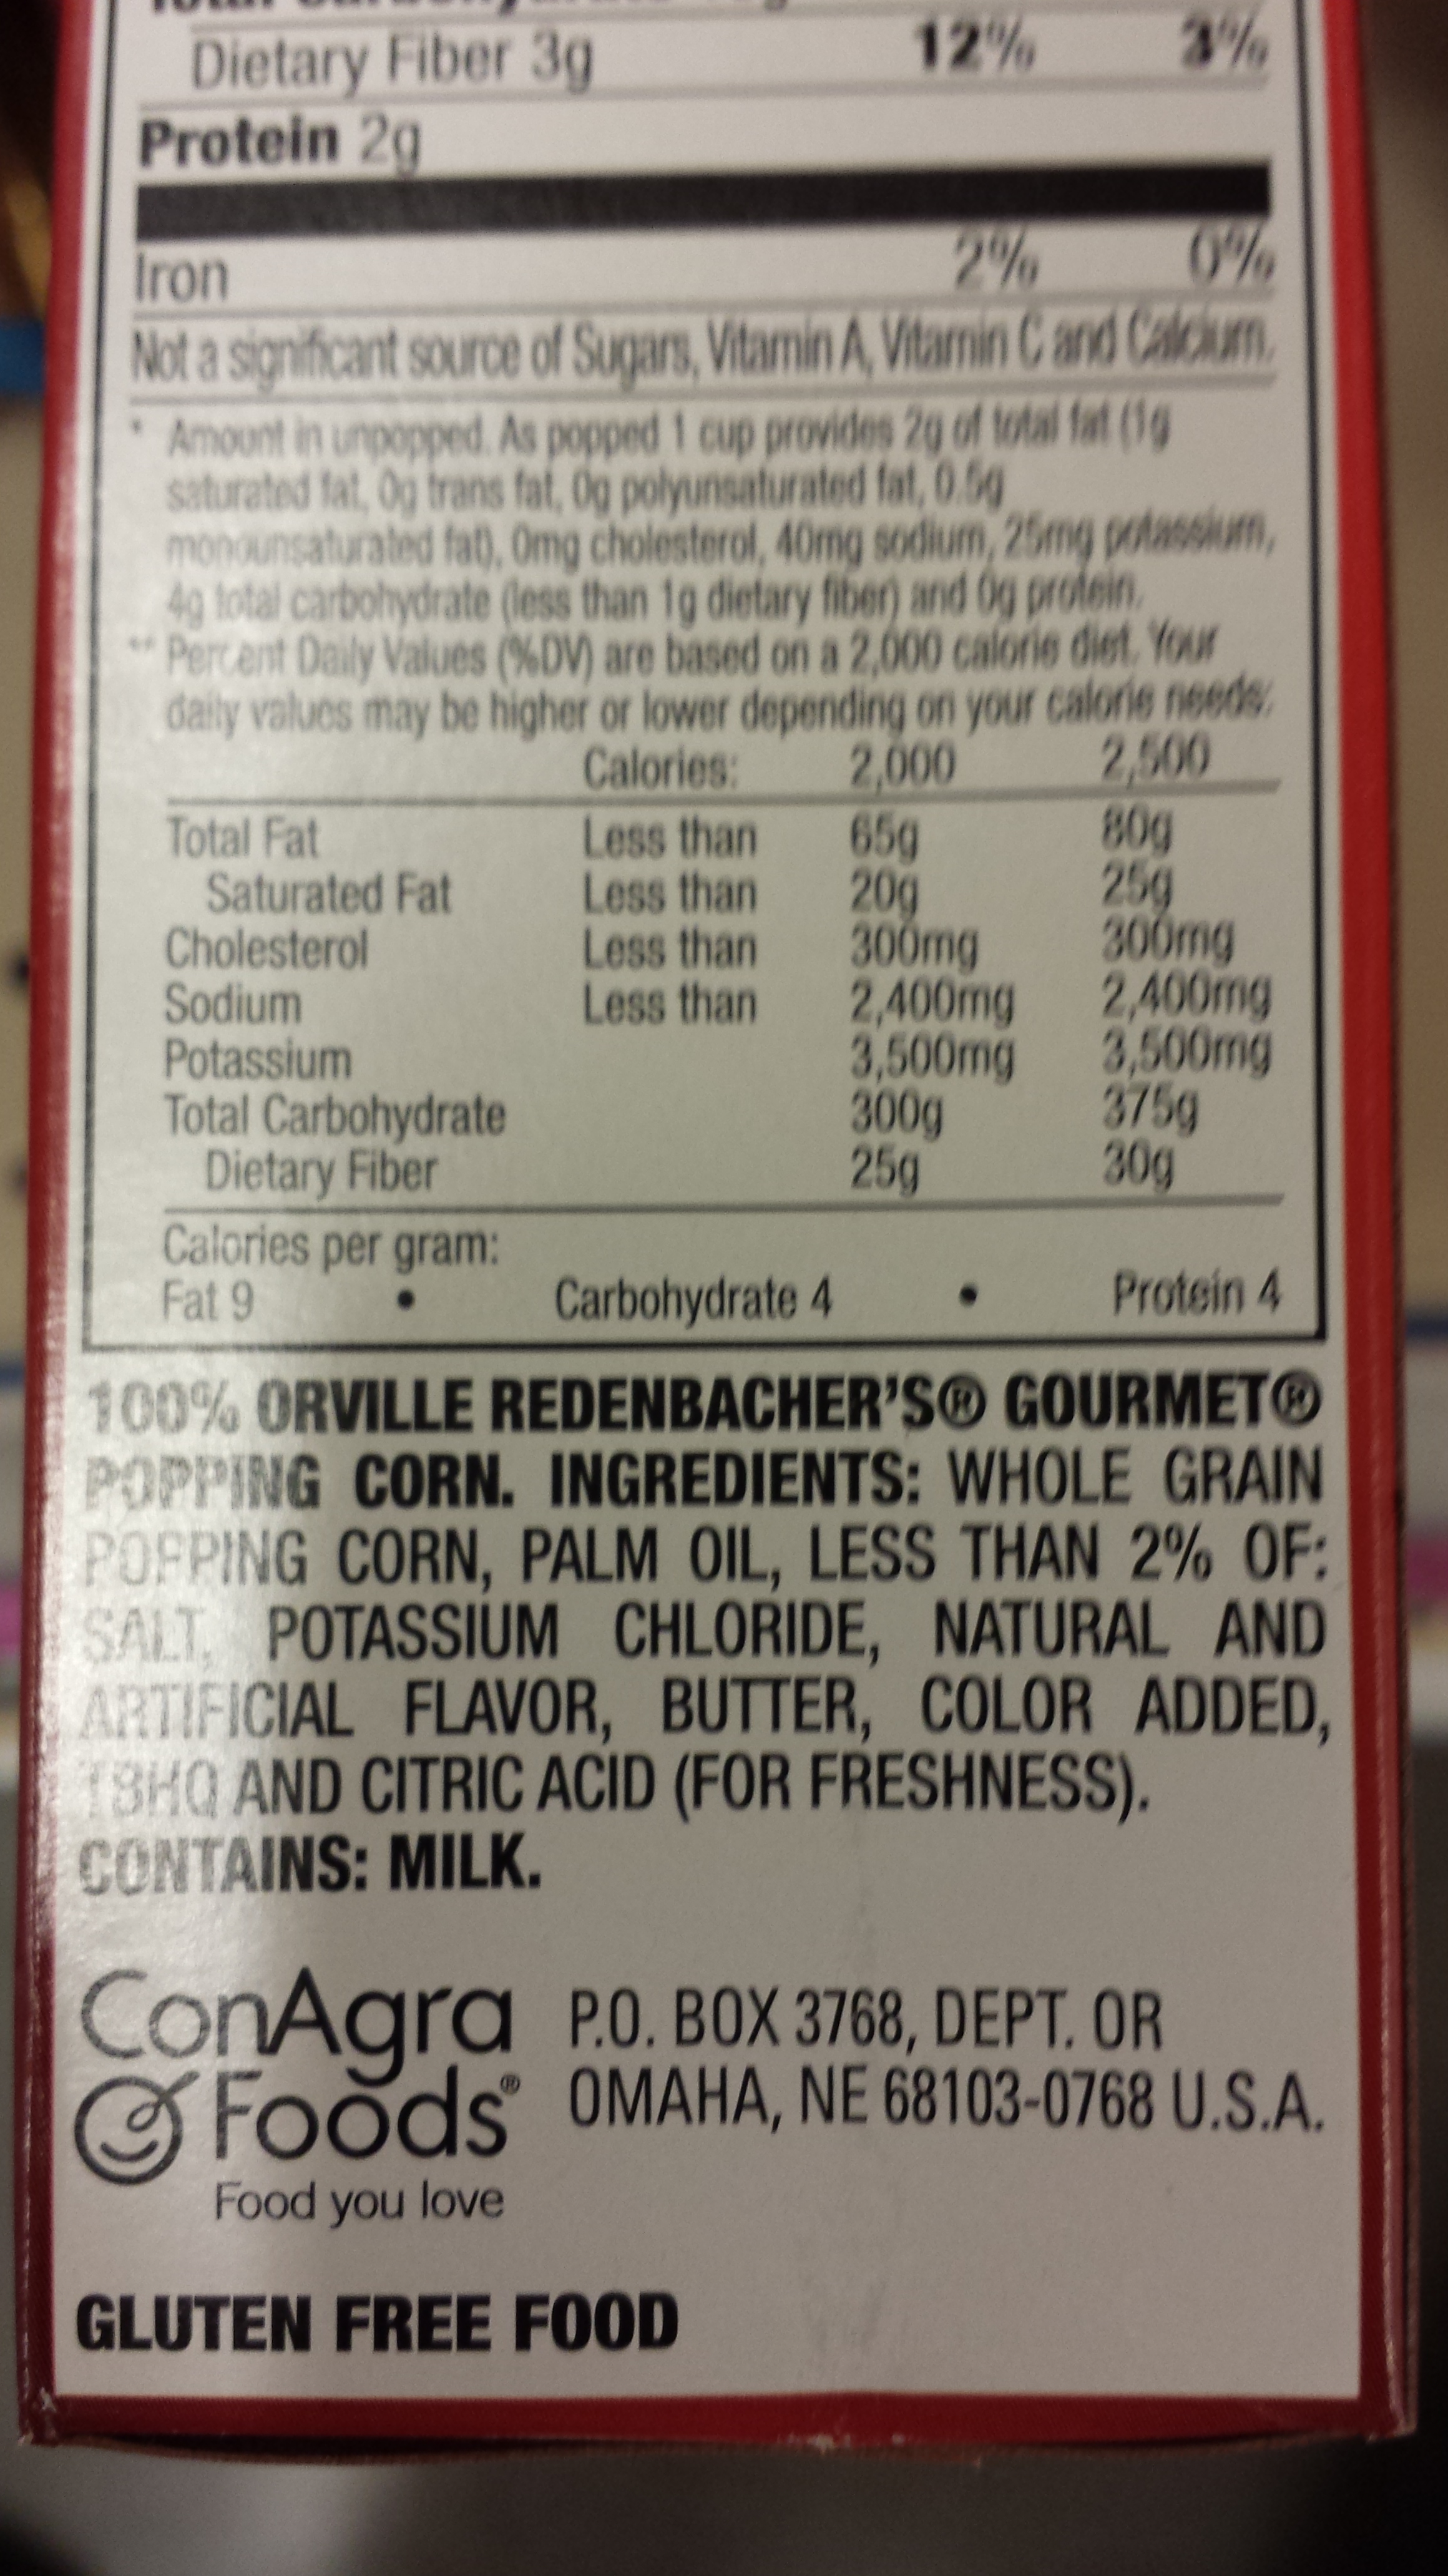 Dietary Fiber 3g 12% 3%
Protein 2g
Iron 2% 0%
Not a significant source of Sugars, Vitamin A, Vitamin C and Calcium.
* Amount in unpopped. As popped 1 cup provides 2g of total fat (1g
saturated fat, 0g trans fat, 0g polyunsaturated fat, 0.5g
monounsaturated fat), 0mg cholesterol, 40mg sodium, 25mg potassium,
4g total carbohydrate (less than 1g dietary fiber) and 0g protein.
** Percent Daily Values (%DV) are based on a 2,000 calorie diet. Your
daily values may be higher or lower depending on your calorie needs:
Calories: 2,000 2,500
Total Fat Less than 65g 80g
Saturated Fat Less than 20g 25g
Cholesterol Less than 300mg 300mg
Sodium Less than 2,400mg 2,400mg
Potassium 3,500mg 3,500mg
Total Carbohydrate 300g 375g
Dietary Fiber 25g 30g
Calories per gram:
Fat 9 • Carbohydrate 4 • Protein 4
100% ORVILLE REDENBACHER'S® GOURMET®
POPPING CORN. INGREDIENTS: WHOLE GRAIN
POPPING CORN, PALM OIL, LESS THAN 2% OF:
SALT, POTASSIUM CHLORIDE, NATURAL AND
ARTIFICIAL FLAVOR, BUTTER, COLOR ADDED,
TBHQ AND CITRIC ACID (FOR FRESHNESS).
CONTAINS: MILK.
ConAgra
Foods®
Food you love
P.O. BOX 3768, DEPT. OR
OMAHA, NE 68103-0768 U.S.A.
GLUTEN FREE FOOD